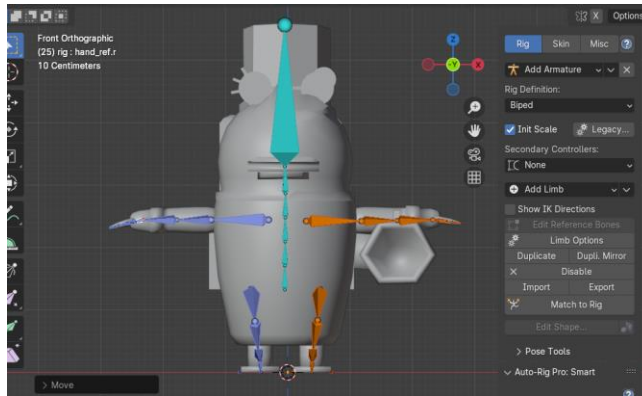 X Options
Front Orthographic
(25) rig : hand_ref.r
10 Centimeters
Z
-Y
X
Rig Skin Misc
Add Armature
Rig Definition:
Biped
Init Scale Legacy...
Secondary Controllers:
None
Add Limb
Show IK Directions
Edit Reference Bones
Limb Options
Duplicate Dupli. Mirror
Disable
Import Export
Match to Rig
Edit Shape...
> Pose Tools
Auto-Rig Pro: Smart
> Move